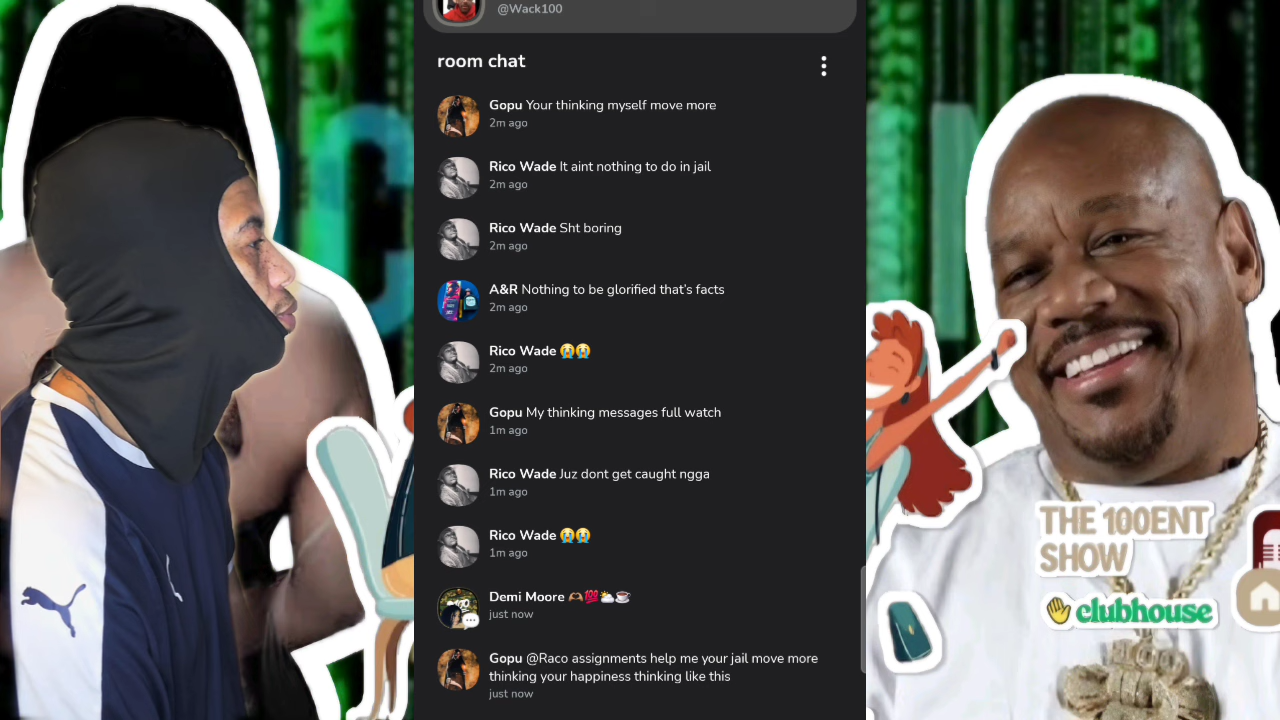 @Wack100
room chat
Gopu Your thinking myself move more
2m ago
Rico Wade It aint nothing to do in jail
2m ago
Rico Wade Sht boring
2m ago
A&R Nothing to be glorified that's facts
2m ago
Rico Wade 😭😭
2m ago
Gopu My thinking messages full watch
1m ago
Rico Wade Juz dont get caught ngga
1m ago
Rico Wade 😭😭
1m ago
Demi Moore 🫶🏾💯⛅☕
just now
Gopu @Raco assignments help me your jail move more
thinking your happiness thinking like this
just now
THE 100ENT
SHOW
👋 clubhouse